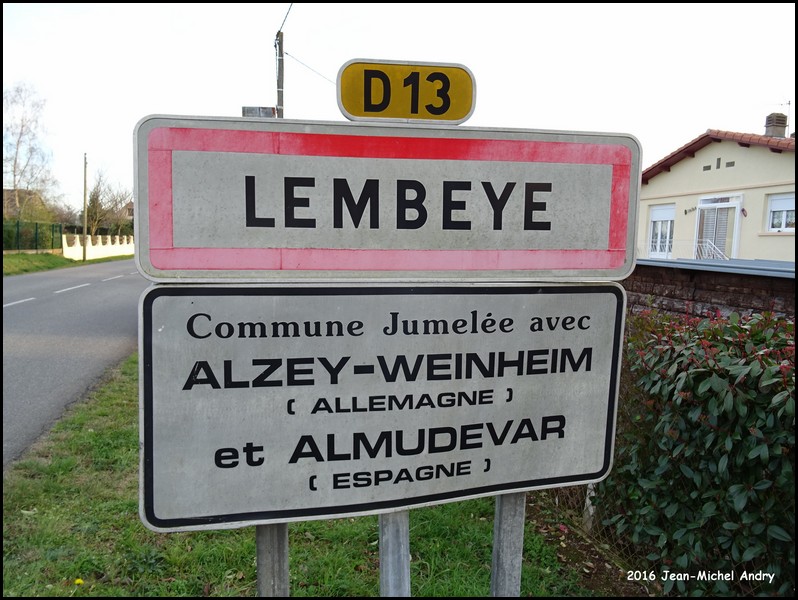 D13
LEMBEYE
Commune Jumelée avec
ALZEY-WEINHEIM
( ALLEMAGNE )
et ALMUDEVAR
( ESPAGNE )
2016 Jean-Michel Andry